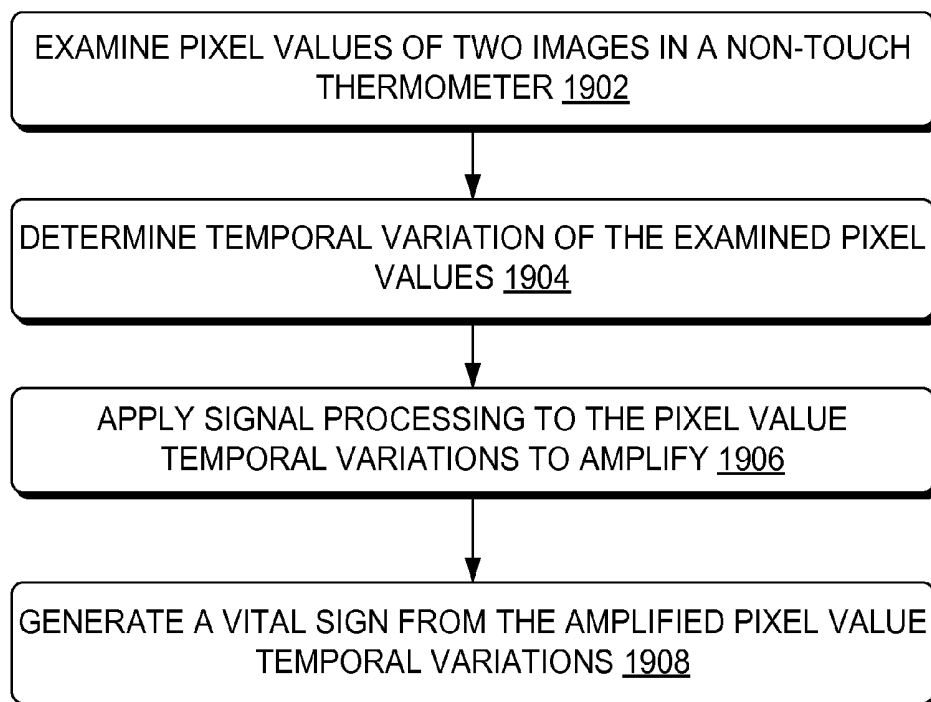 EXAMINE PIXEL VALUES OF TWO IMAGES IN A NON-TOUCH
THERMOMETER 1902
DETERMINE TEMPORAL VARIATION OF THE EXAMINED PIXEL
VALUES 1904
APPLY SIGNAL PROCESSING TO THE PIXEL VALUE
TEMPORAL VARIATIONS TO AMPLIFY 1906
GENERATE A VITAL SIGN FROM THE AMPLIFIED PIXEL VALUE
TEMPORAL VARIATIONS 1908